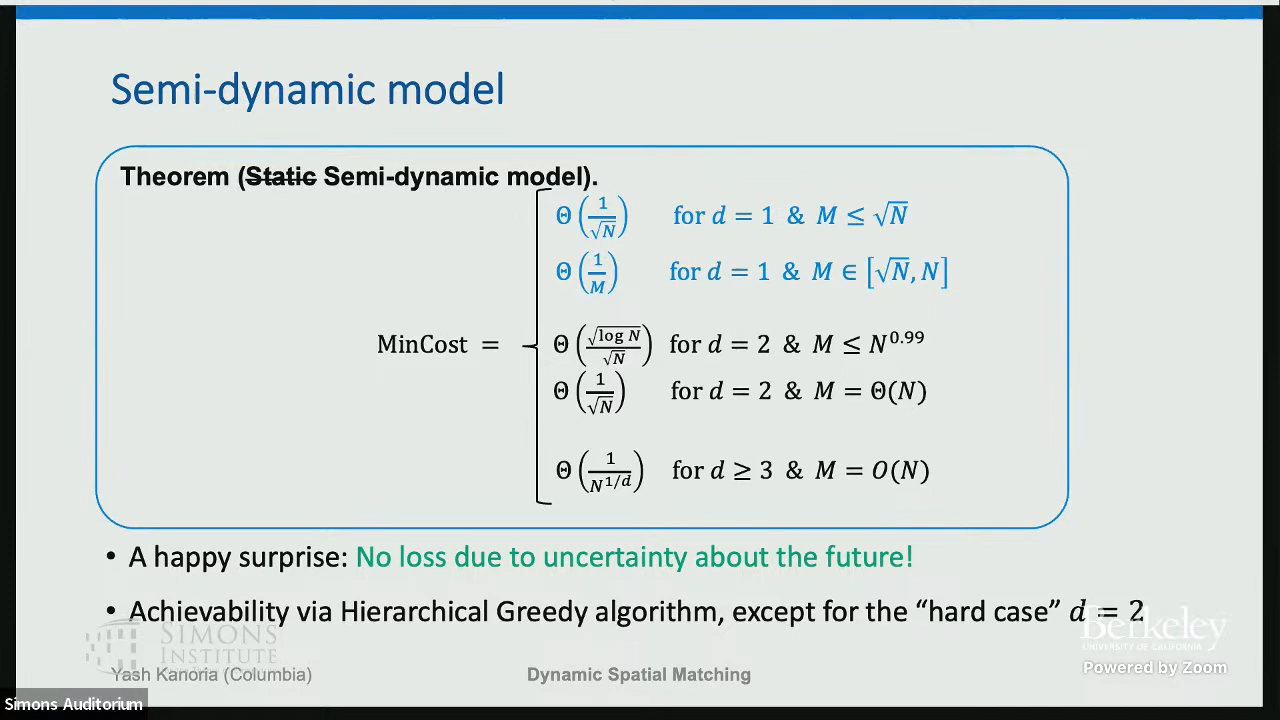 Semi-dynamic model
Theorem (Static Semi-dynamic model).
Θ(1/√N) for d = 1 & M ≤ √N
Θ(1/M) for d = 1 & M ∈ [√N, N]
MinCost = Θ(√log N/√N) for d = 2 & M ≤ N^0.99
Θ(1/√N) for d = 2 & M = Θ(N)
Θ(1/N^1/d) for d ≥ 3 & M = O(N)
• A happy surprise: No loss due to uncertainty about the future!
• Achievability via Hierarchical Greedy algorithm, except for the “hard case” d = 2
SIMONS
INSTITUTE
Berkeley
UNIVERSITY OF CALIFORNIA
Yash Kanoria (Columbia)
Dynamic Spatial Matching
Powered by Zoom
Simons Auditorium